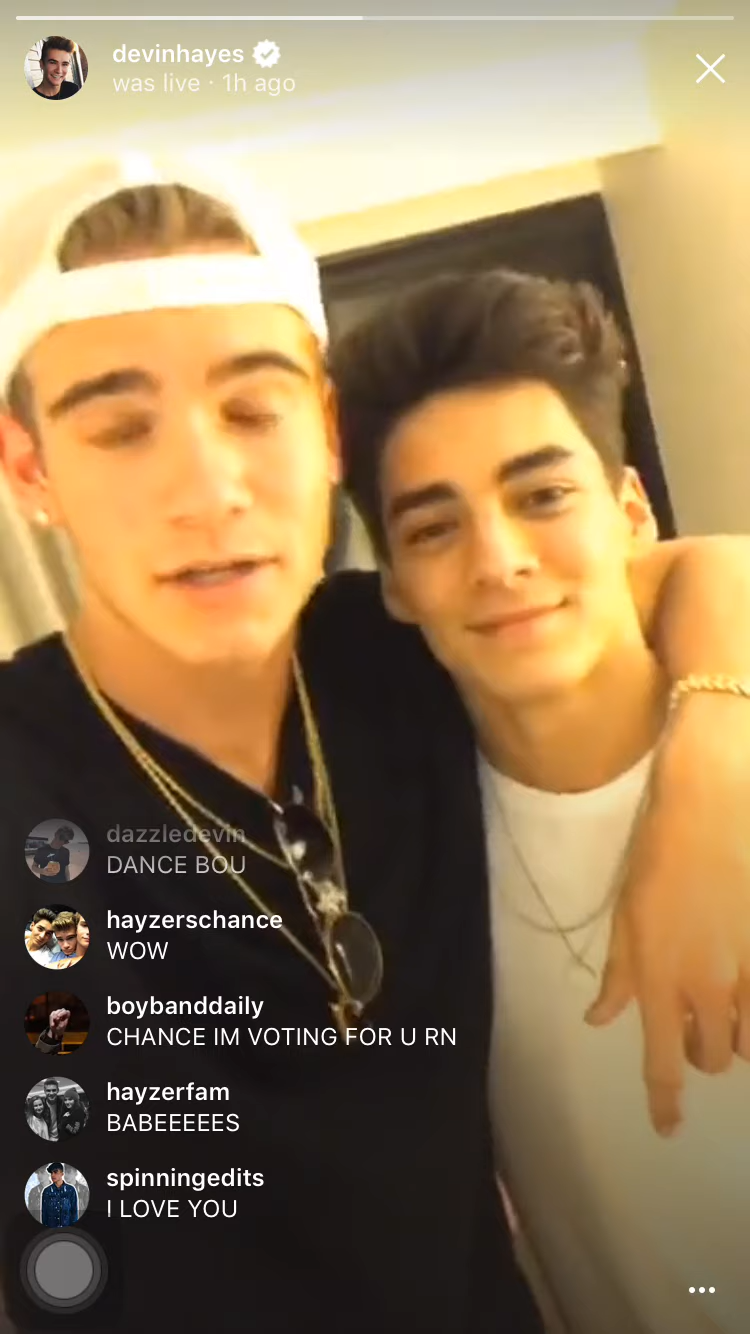 devinhayes
was live · 1h ago
dazzledevin
DANCE BOU
hayzerschance
WOW
boybanddaily
CHANCE IM VOTING FOR U RN
hayzerfam
BABEEEEES
spinningedits
I LOVE YOU